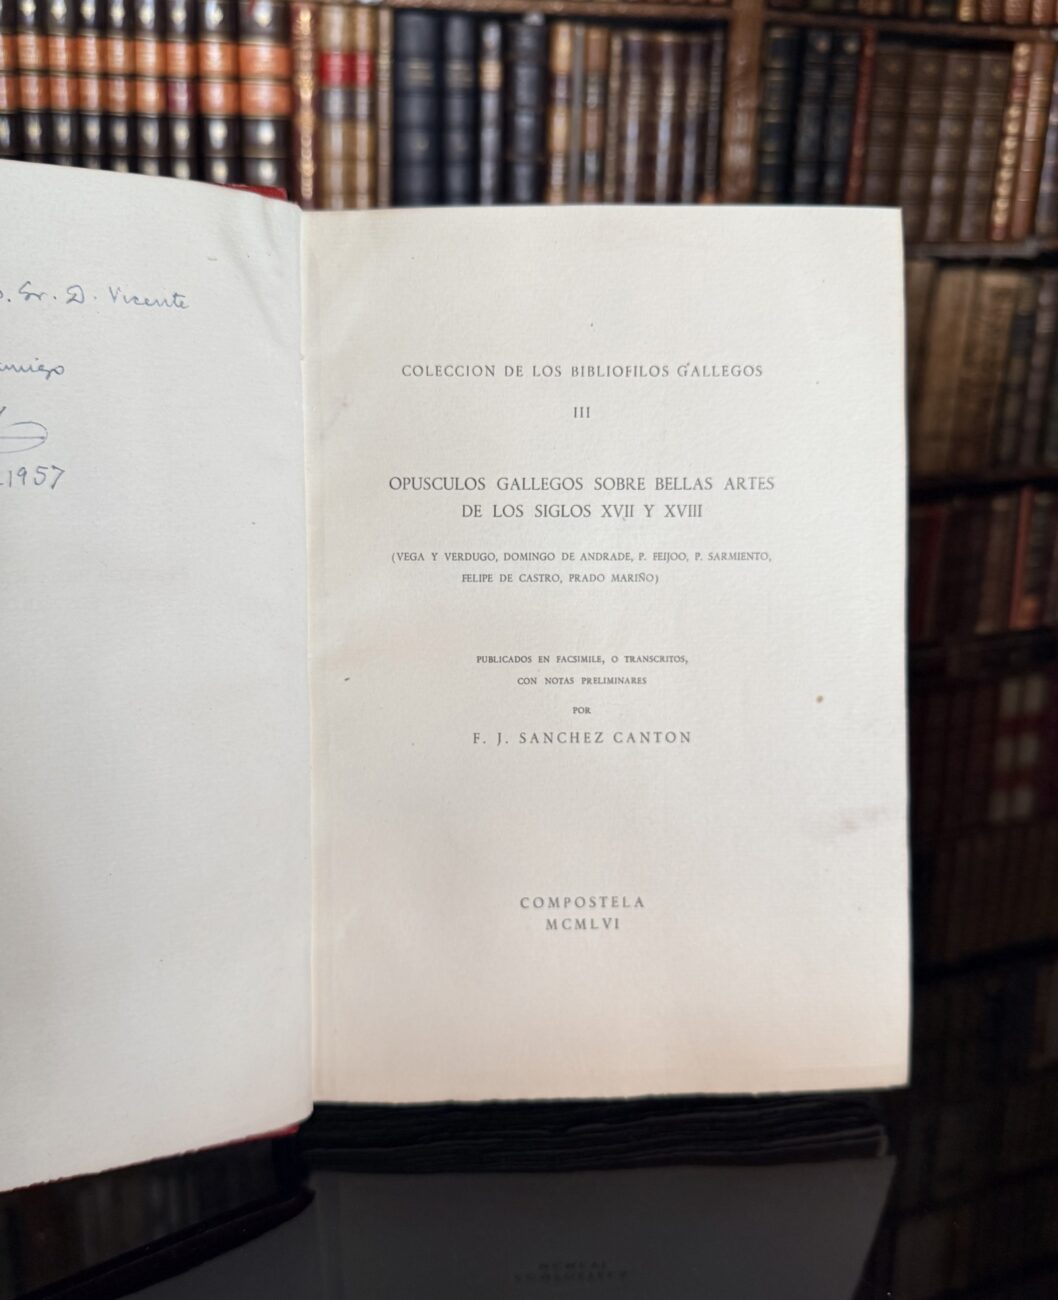 . Sr. D. Vicente
amigo
1957
COLECCION DE LOS BIBLIOFILOS GALLEGOS
III
OPUSCULOS GALLEGOS SOBRE BELLAS ARTES
DE LOS SIGLOS XVII Y XVIII
(VEGA Y VERDUGO, DOMINGO DE ANDRADE, P. FEIJOO, P. SARMIENTO,
FELIPE DE CASTRO, PRADO MARIÑO)
PUBLICADOS EN FACSIMILE, O TRANSCRITOS,
CON NOTAS PRELIMINARES
POR
F. J. SANCHEZ CANTON
COMPOSTELA
MCMLVI